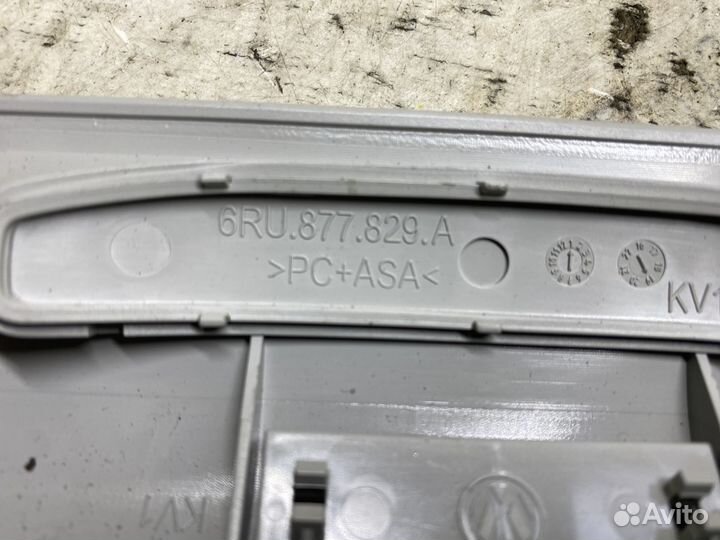 6RU.877.829.A
>PC+ASA<
KV1
KV1
Avito